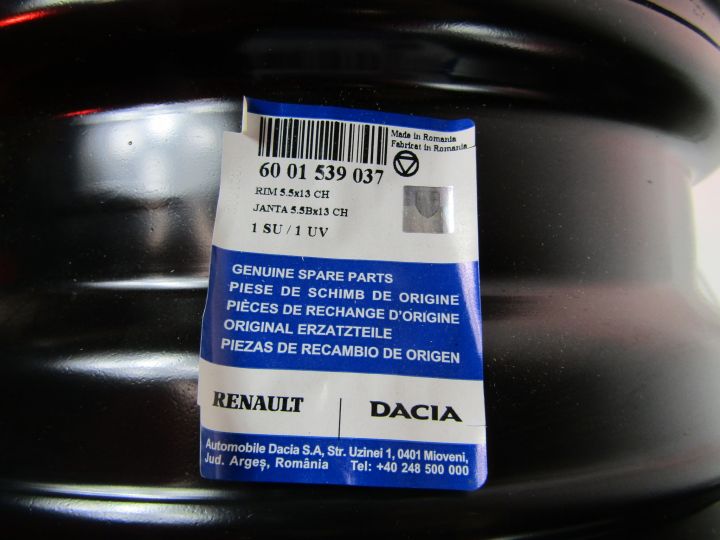 Made in Romania
Fabricat in Romania
60 01 539 037
RIM 5.5x13 CH
JANTA 5.5Bx13 CH
1 SU / 1 UV
GENUINE SPARE PARTS
PIESE DE SCHIMB DE ORIGINE
PIÈCES DE RECHANGE D'ORIGINE
ORIGINAL ERZATZTEILE
PIEZAS DE RECAMBIO DE ORIGEN
RENAULT | DACIA
Automobile Dacia S.A, Str. Uzinei 1, 0401 Mioveni,
Jud. Argeș, România Tel: +40 248 500 000